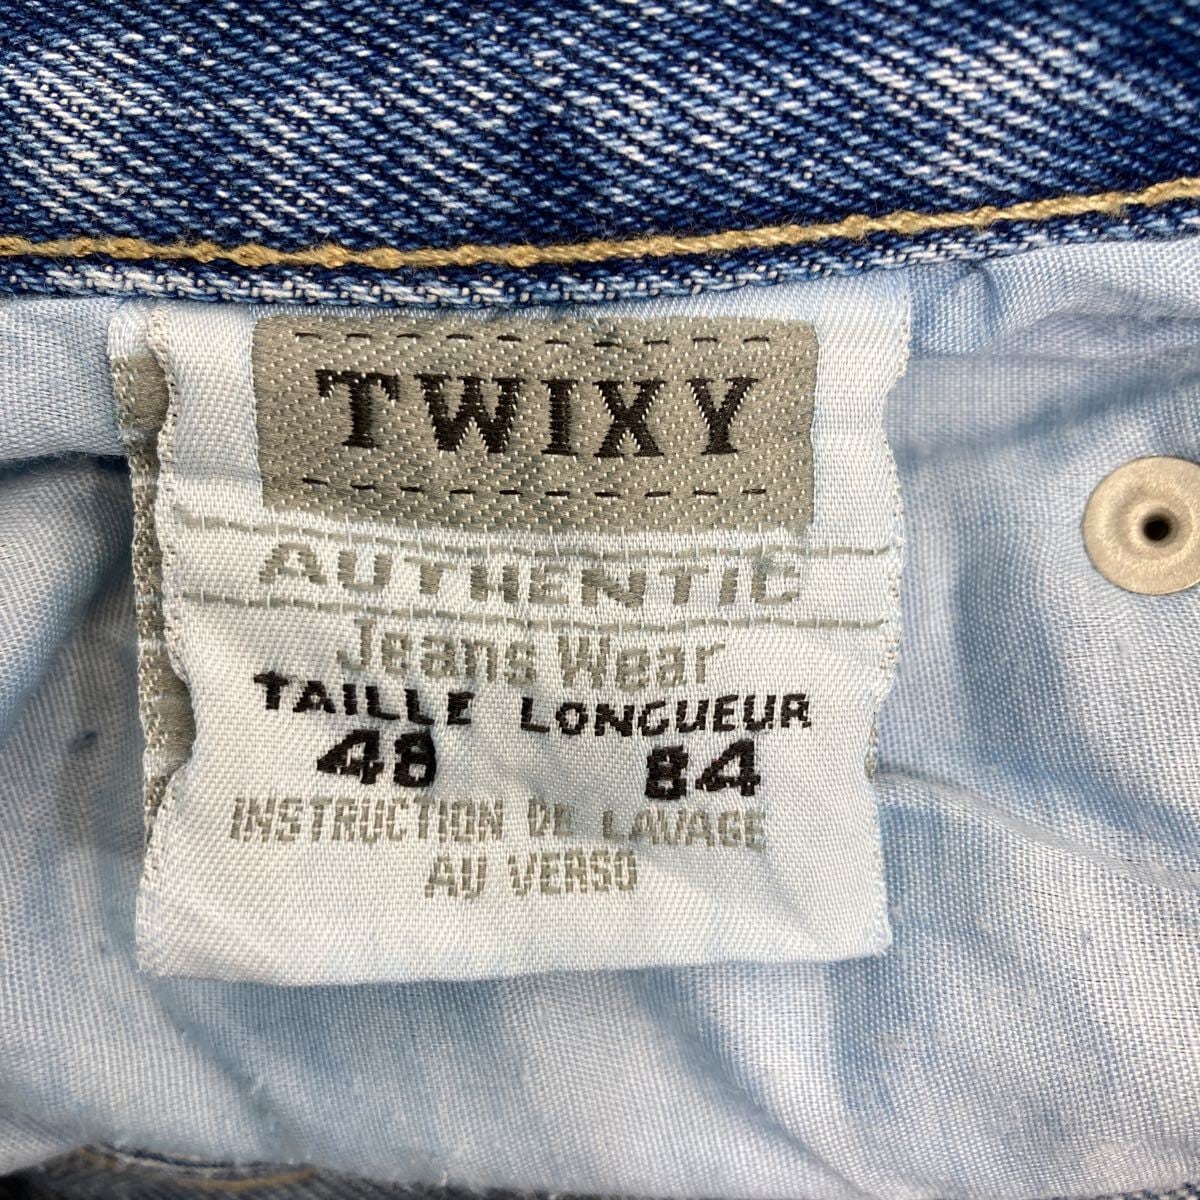 TWIXY
AUTHENTIC
Jeans Wear
TAILLE LONGUEUR
48 84
INSTRUCTION DE LAVAGE
AU VERSO